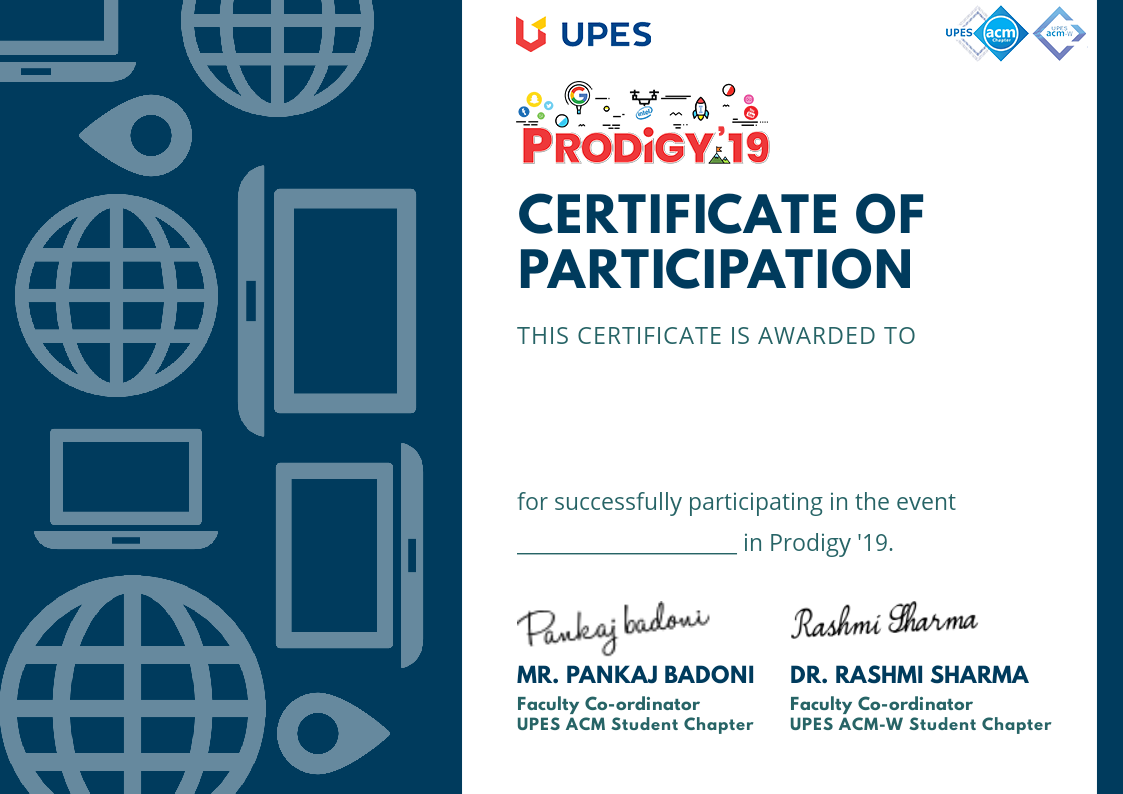 UPES
UPES acm Chapter
UPES acm-W
G
intel
PRODiGY'19
CERTIFICATE OF
PARTICIPATION
THIS CERTIFICATE IS AWARDED TO
for successfully participating in the event
____________________ in Prodigy '19.
Pankaj badoni
Rashmi Sharma
MR. PANKAJ BADONI
Faculty Co-ordinator
UPES ACM Student Chapter
DR. RASHMI SHARMA
Faculty Co-ordinator
UPES ACM-W Student Chapter